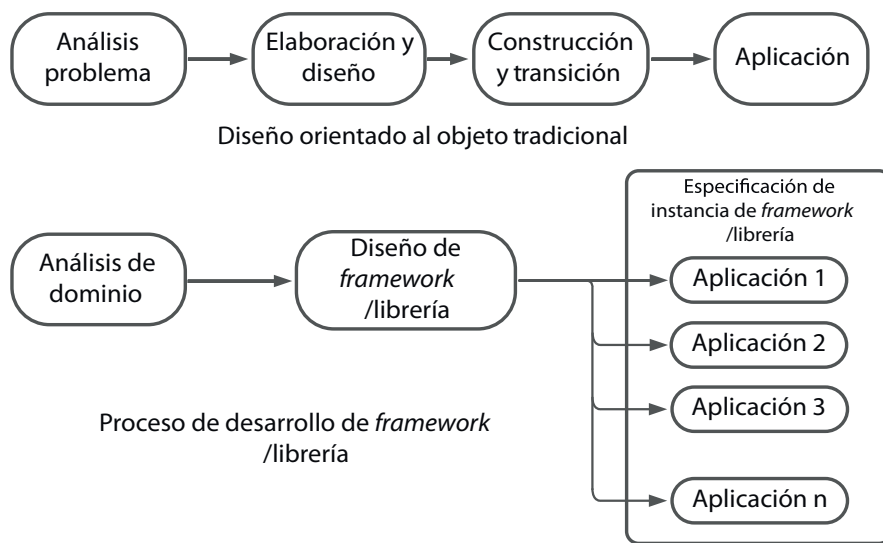 Análisis
problema
Elaboración y
diseño
Construcción
y transición
Aplicación
Diseño orientado al objeto tradicional
Análisis de
dominio
Diseño de
framework
/librería
Especificación de
instancia de framework
/librería
Aplicación 1
Aplicación 2
Aplicación 3
Aplicación n
Proceso de desarrollo de framework
/librería